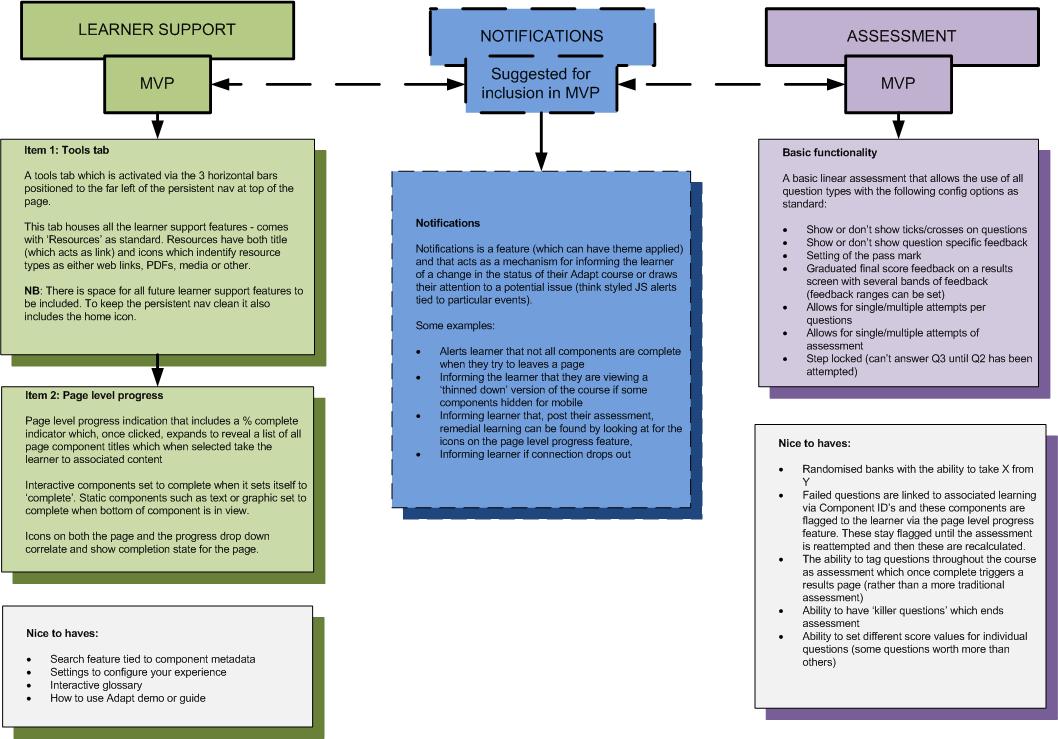 LEARNER SUPPORT
MVP
Item 1: Tools tab
A tools tab which is activated via the 3 horizontal bars
positioned to the far left of the persistent nav at top of the
page.
This tab houses all the learner support features - comes
with ‘Resources’ as standard. Resources have both title
(which acts as link) and icons which indentify resource
types as either web links, PDFs, media or other.
NB: There is space for all future learner support features to
be included. To keep the persistent nav clean it also
includes the home icon.
Item 2: Page level progress
Page level progress indication that includes a % complete
indicator which, once clicked, expands to reveal a list of all
page component titles which when selected take the
learner to associated content
Interactive components set to complete when it sets itself to
‘complete’. Static components such as text or graphic set to
complete when bottom of component is in view.
Icons on both the page and the progress drop down
correlate and show completion state for the page.
Nice to haves:
• Search feature tied to component metadata
• Settings to configure your experience
• Interactive glossary
• How to use Adapt demo or guide
NOTIFICATIONS
Suggested for
inclusion in MVP
Notifications
Notifications is a feature (which can have theme applied)
and that acts as a mechanism for informing the learner
of a change in the status of their Adapt course or draws
their attention to a potential issue (think styled JS alerts
tied to particular events).
Some examples:
• Alerts learner that not all components are complete
when they try to leaves a page
• Informing the learner that they are viewing a
‘thinned down’ version of the course if some
components hidden for mobile
• Informing learner that, post their assessment,
remedial learning can be found by looking at for the
icons on the page level progress feature,
• Informing learner if connection drops out
ASSESSMENT
MVP
Basic functionality
A basic linear assessment that allows the use of all
question types with the following config options as
standard:
• Show or don’t show ticks/crosses on questions
• Show or don’t show question specific feedback
• Setting of the pass mark
• Graduated final score feedback on a results
screen with several bands of feedback
(feedback ranges can be set)
• Allows for single/multiple attempts per
questions
• Allows for single/multiple attempts of
assessment
• Step locked (can’t answer Q3 until Q2 has been
attempted)
Nice to haves:
• Randomised banks with the ability to take X from
Y
• Failed questions are linked to associated learning
via Component ID’s and these components are
flagged to the learner via the page level progress
feature. These stay flagged until the assessment
is reattempted and then these are recalculated.
• The ability to tag questions throughout the course
as assessment which once complete triggers a
results page (rather than a more traditional
assessment)
• Ability to have ‘killer questions’ which ends
assessment
• Ability to set different score values for individual
questions (some questions worth more than
others)